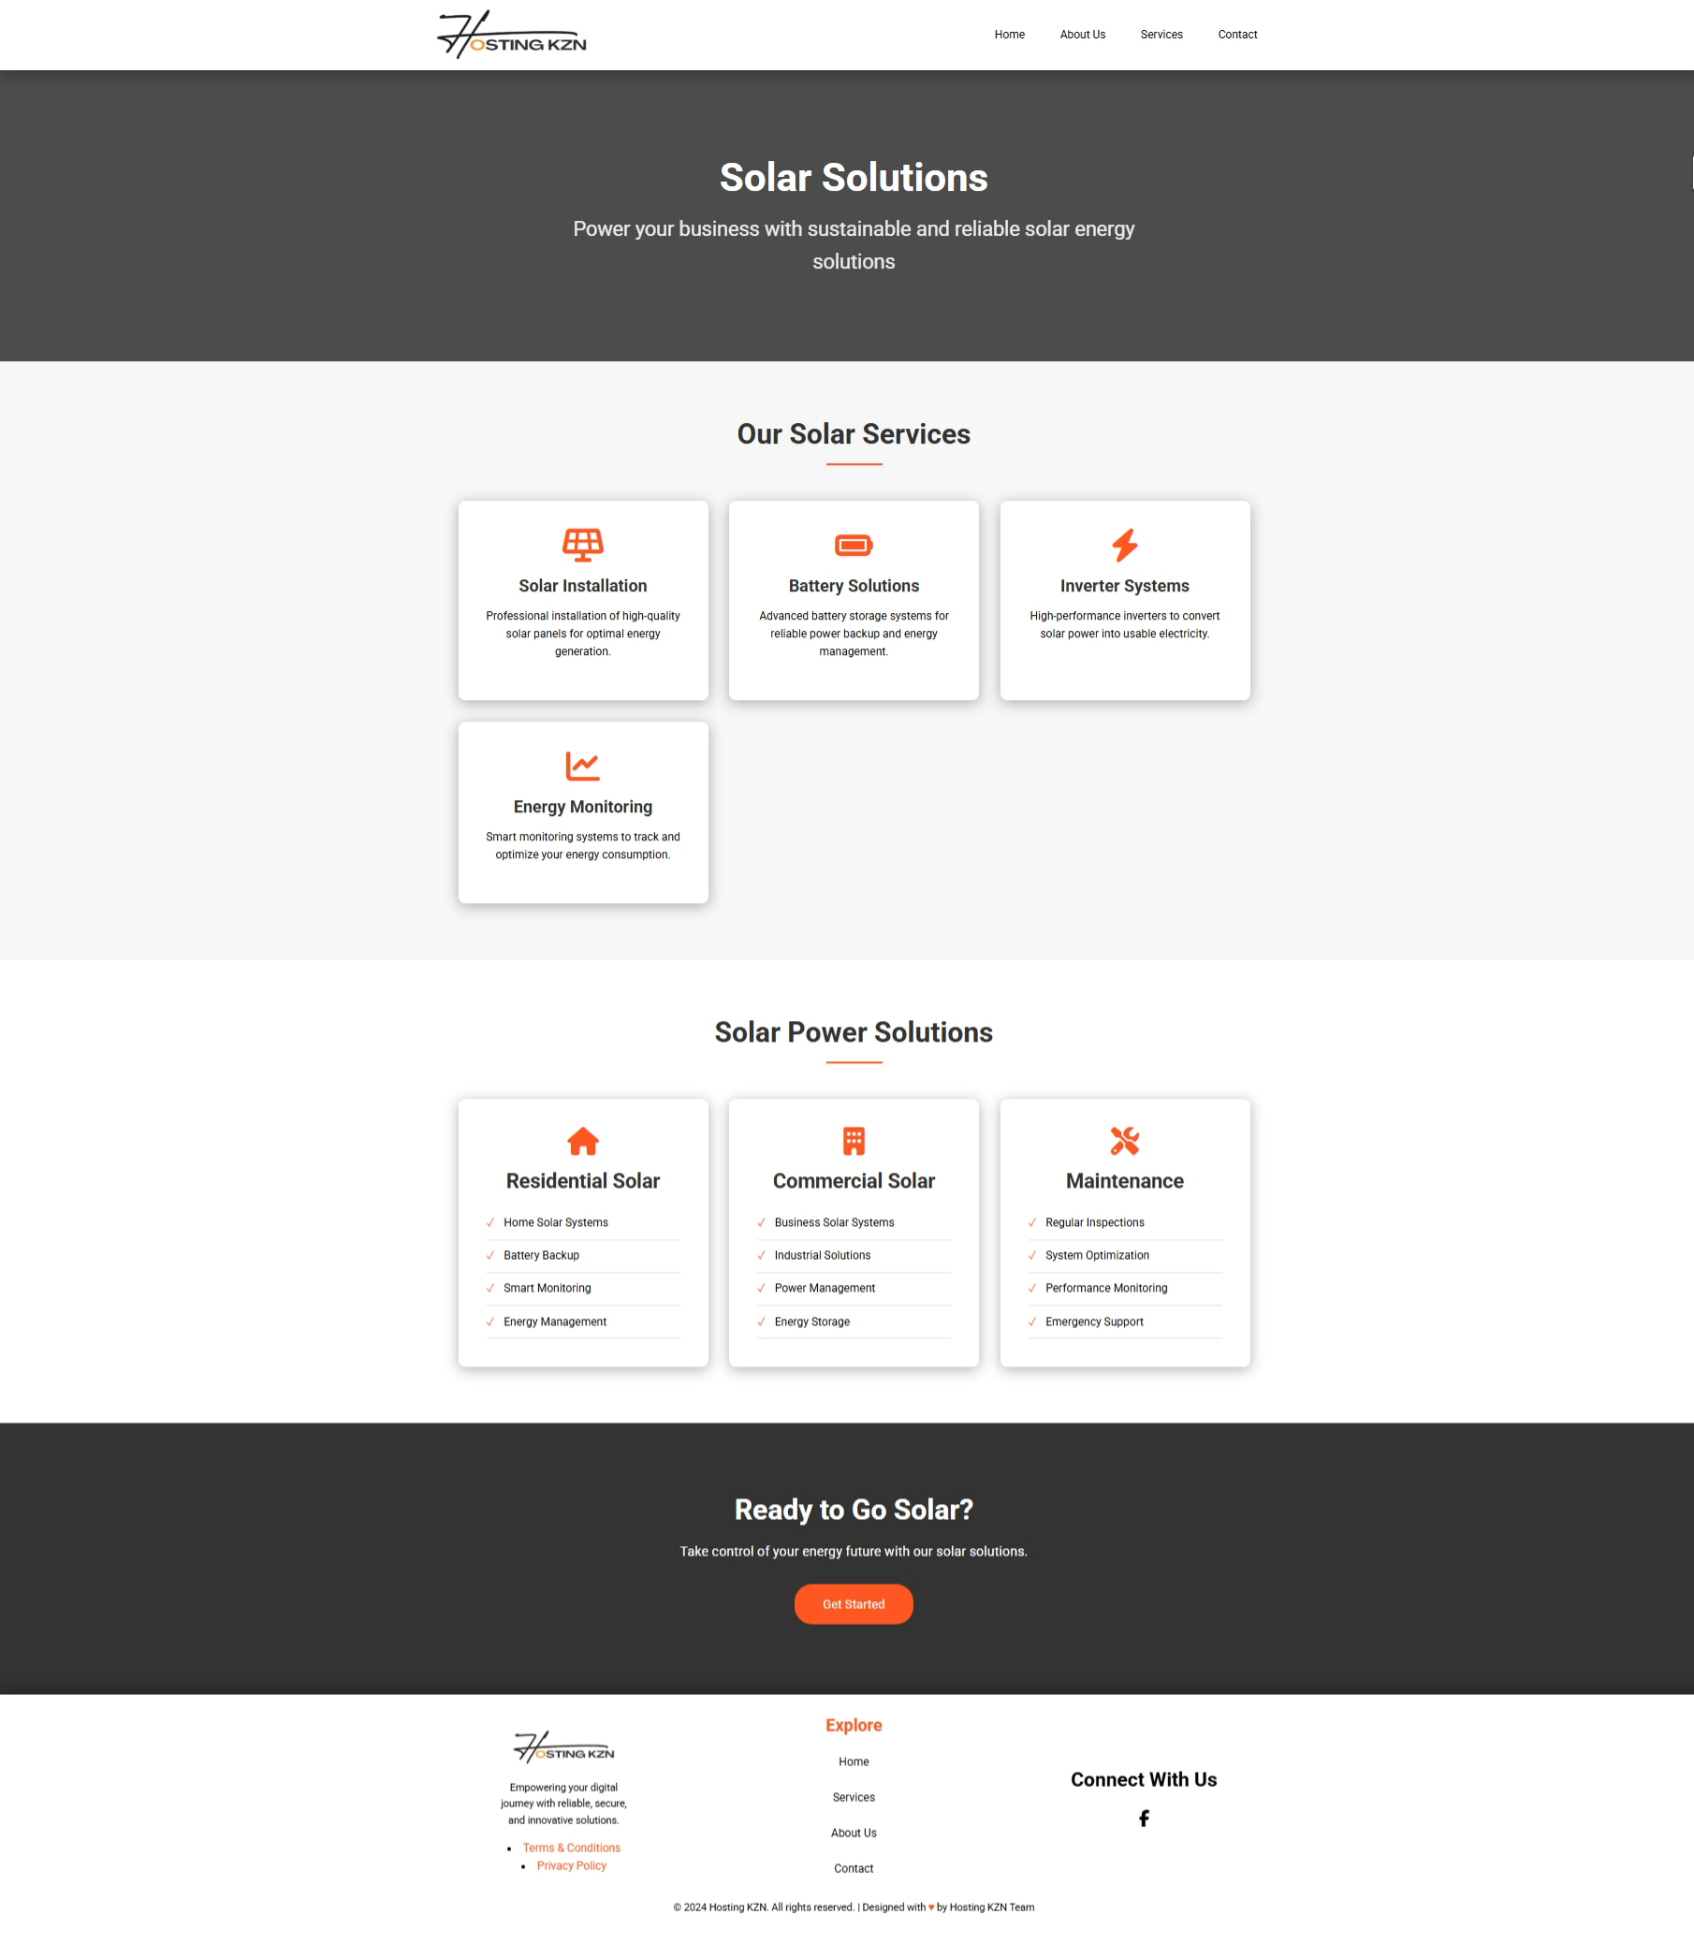 HOSTING KZN
Home
About Us
Services
Contact
Solar Solutions
Power your business with sustainable and reliable solar energy
solutions
Our Solar Services
Solar Installation
Professional installation of high-quality
solar panels for optimal energy
generation.
Battery Solutions
Advanced battery storage systems for
reliable power backup and energy
management.
Inverter Systems
High-performance inverters to convert
solar power into usable electricity.
Energy Monitoring
Smart monitoring systems to track and
optimize your energy consumption.
Solar Power Solutions
Residential Solar
✓ Home Solar Systems
✓ Battery Backup
✓ Smart Monitoring
✓ Energy Management
Commercial Solar
✓ Business Solar Systems
✓ Industrial Solutions
✓ Power Management
✓ Energy Storage
Maintenance
✓ Regular Inspections
✓ System Optimization
✓ Performance Monitoring
✓ Emergency Support
Ready to Go Solar?
Take control of your energy future with our solar solutions.
Get Started
HOSTING KZN
Empowering your digital
journey with reliable, secure,
and innovative solutions.
• Terms & Conditions
• Privacy Policy
Explore
Home
Services
About Us
Contact
Connect With Us
© 2024 Hosting KZN. All rights reserved. | Designed with ♥ by Hosting KZN Team